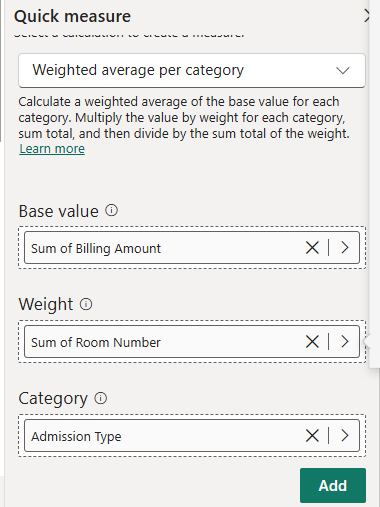 Quick measure
Select a calculation to create a measure.
Weighted average per category
Calculate a weighted average of the base value for each
category. Multiply the value by weight for each category,
sum total, and then divide by the sum total of the weight.
Learn more
Base value
Sum of Billing Amount
Weight
Sum of Room Number
Category
Admission Type
Add